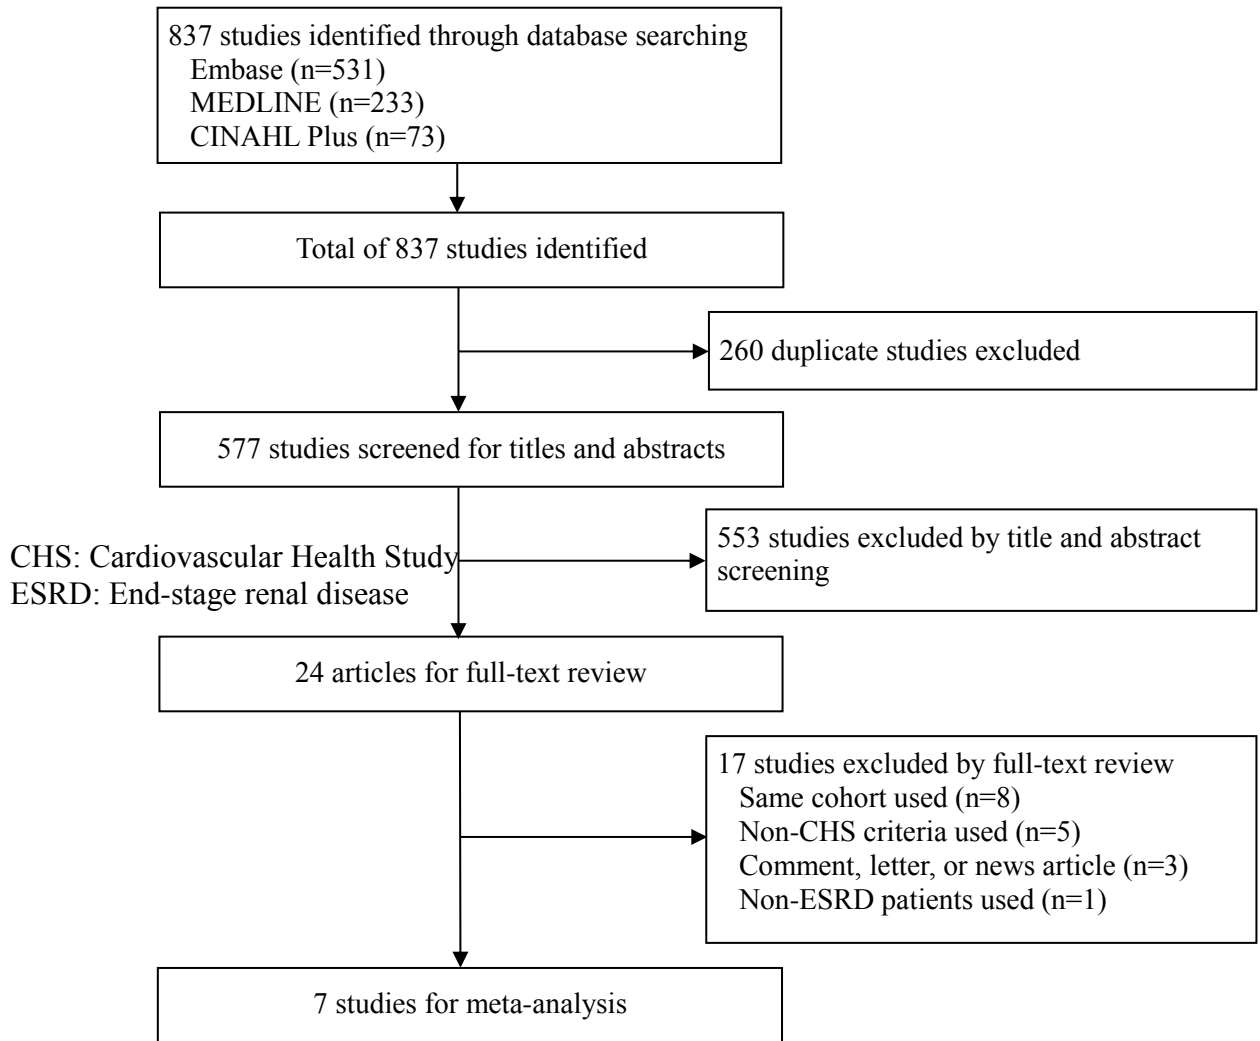 837 studies identified through database searching
Embase (n=531)
MEDLINE (n=233)
CINAHL Plus (n=73)
Total of 837 studies identified
260 duplicate studies excluded
577 studies screened for titles and abstracts
553 studies excluded by title and abstract
screening
CHS: Cardiovascular Health Study
ESRD: End-stage renal disease
24 articles for full-text review
17 studies excluded by full-text review
Same cohort used (n=8)
Non-CHS criteria used (n=5)
Comment, letter, or news article (n=3)
Non-ESRD patients used (n=1)
7 studies for meta-analysis